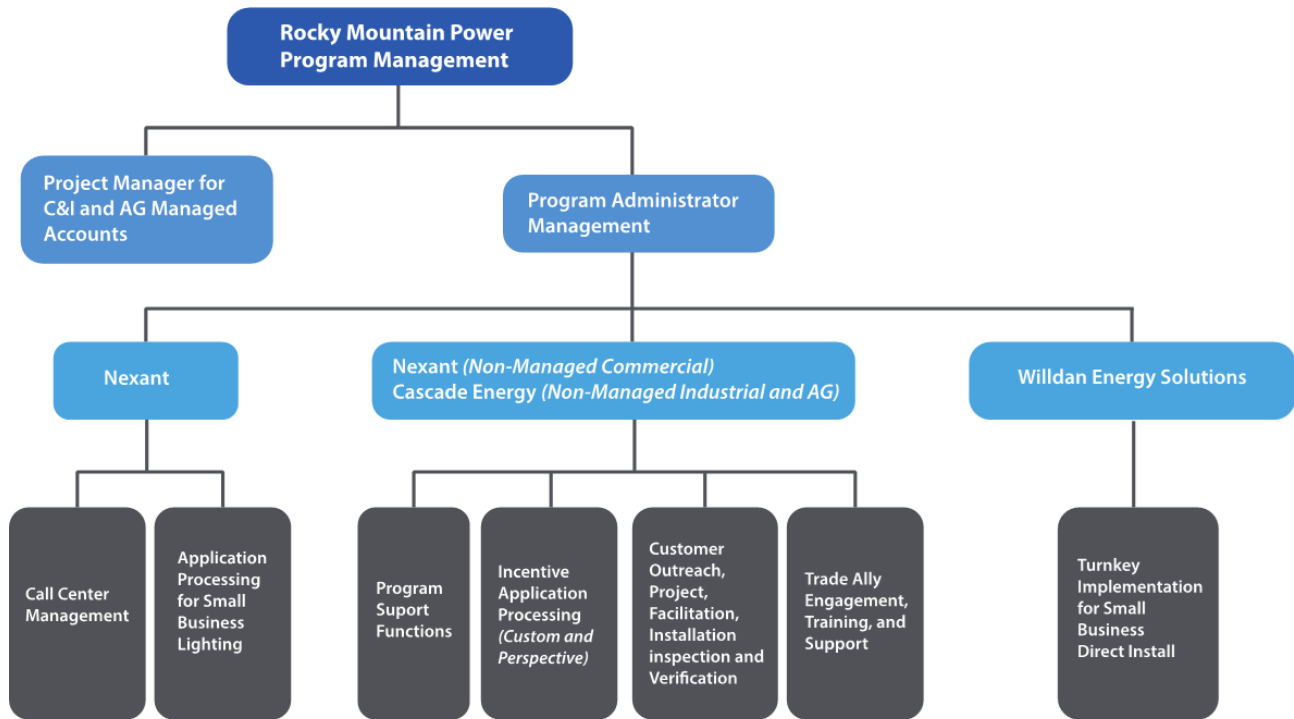 Rocky Mountain Power
Program Management
Project Manager for
C&I and AG Managed
Accounts
Program Administrator
Management
Nexant
Nexant (Non-Managed Commercial)
Cascade Energy (Non-Managed Industrial and AG)
Willdan Energy Solutions
Call Center
Management
Application
Processing
for Small
Business
Lighting
Program
Suport
Functions
Incentive
Application
Processing
(Custom and
Perspective)
Customer
Outreach,
Project,
Facilitation,
Installation
inspection and
Verification
Trade Ally
Engagement,
Training, and
Support
Turnkey
Implementation
for Small
Business
Direct Install